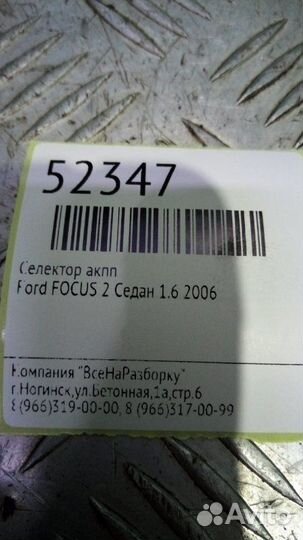 52347
Селектор акпп
Ford FOCUS 2 Седан 1.6 2006
Компания "ВсеНаРазборку"
г.Ногинск,ул.Бетонная,1а,стр.6
8(966)319-00-00, 8 (966)317-00-99
Avito